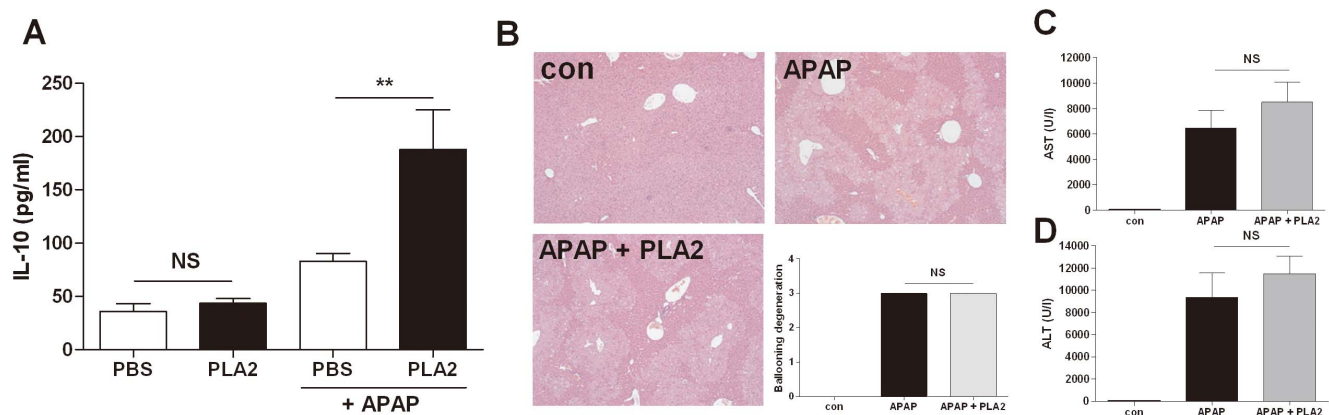 A
IL-10 (pg/ml)
250
200
150
100
50
0
NS
**
PBS
PLA2
PBS
PLA2
+ APAP
B
con
APAP
APAP + PLA2
Ballooning degeneration
4
3
2
1
0
NS
con
APAP
APAP + PLA2
C
AST (U/l)
12000
10000
8000
6000
4000
2000
0
NS
con
APAP
APAP + PLA2
D
ALT (U/l)
14000
12000
10000
8000
6000
4000
2000
0
NS
con
APAP
APAP + PLA2